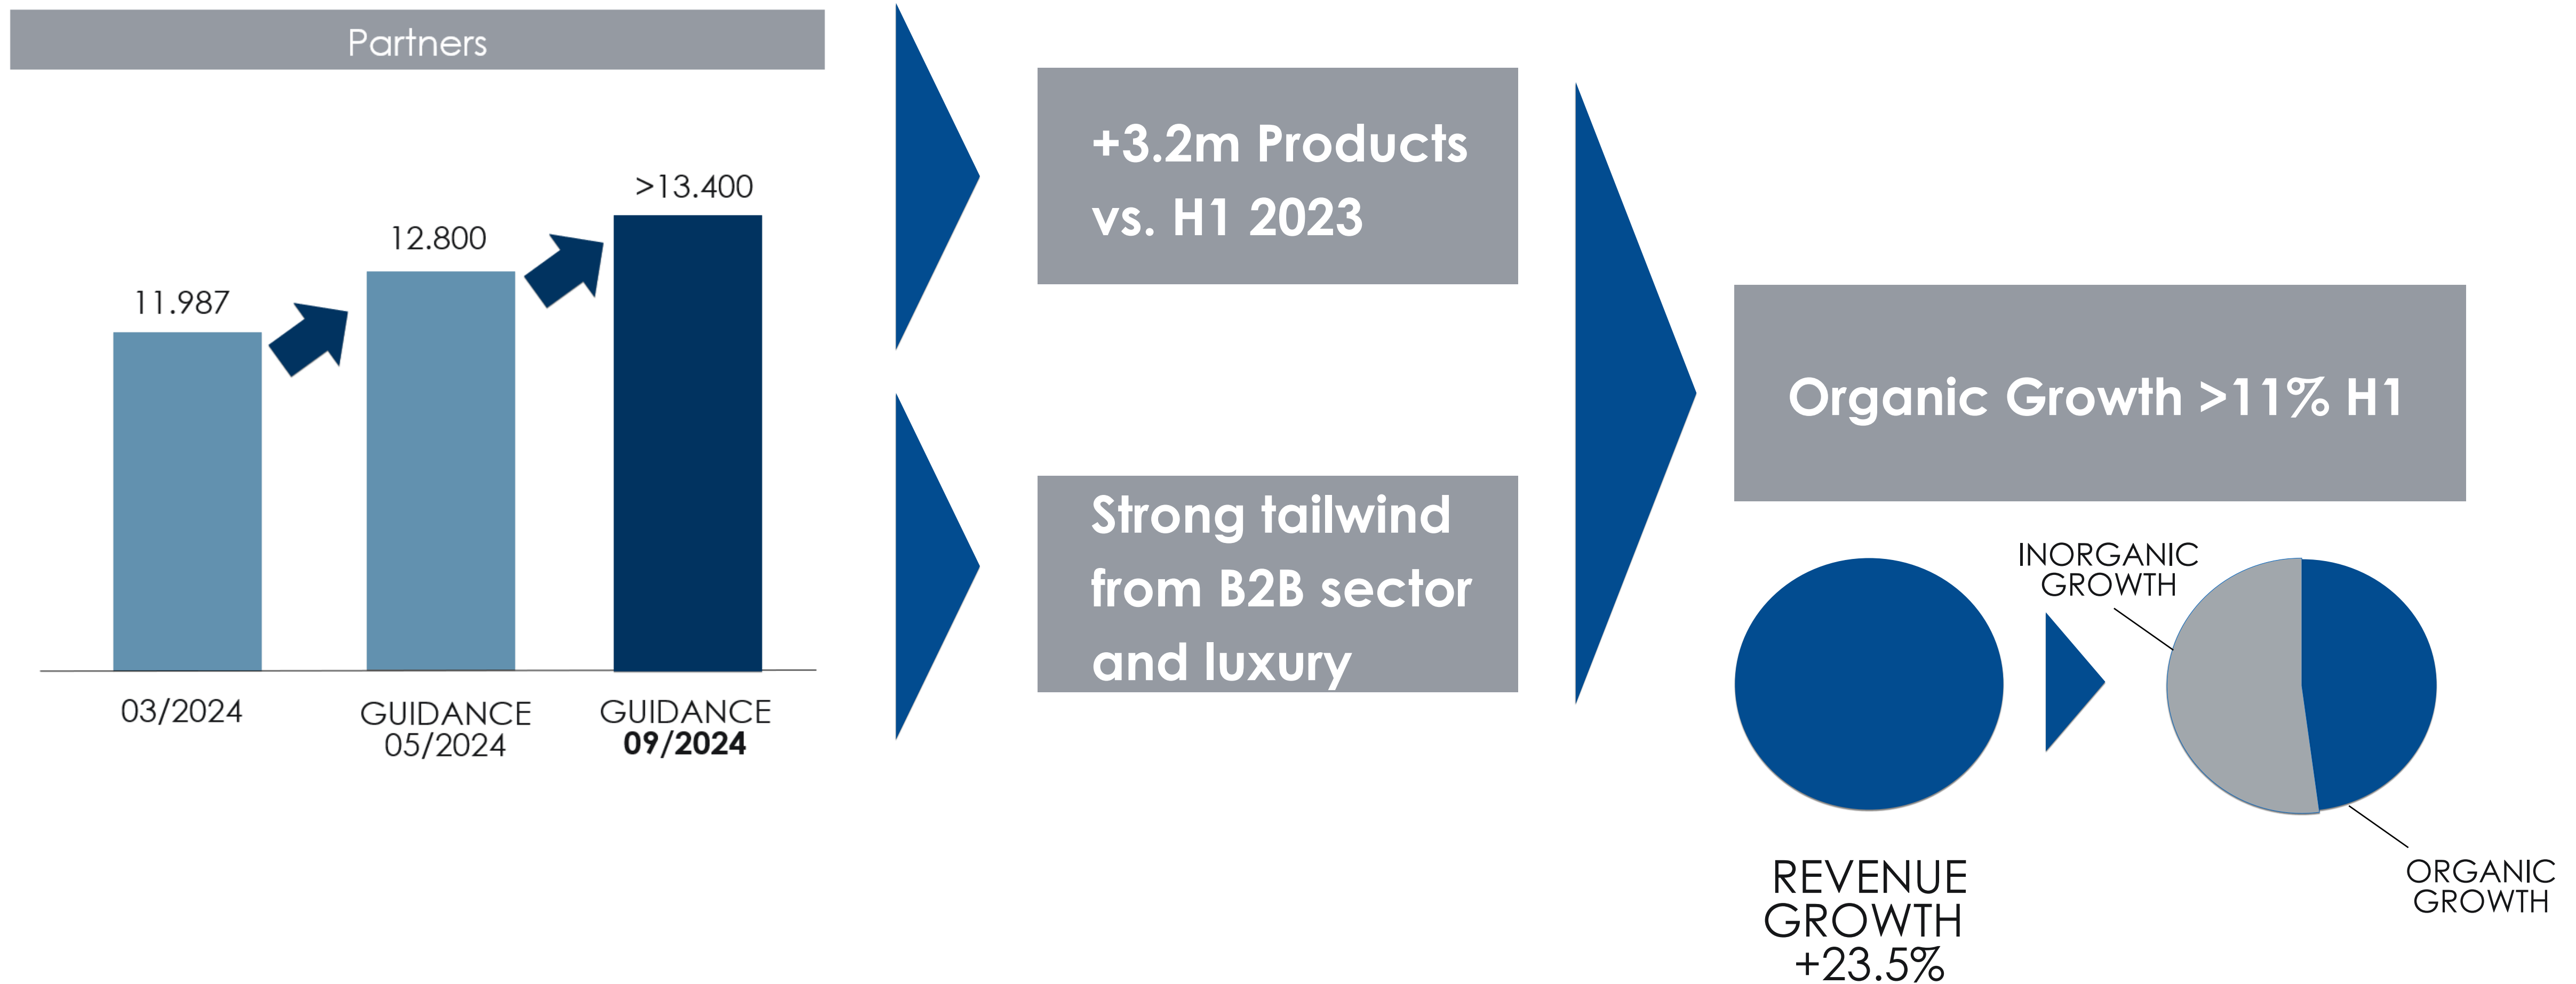 Partners
>13.400
12.800
11.987
03/2024
GUIDANCE
05/2024
GUIDANCE
09/2024
+3.2m Products
vs. H1 2023
Strong tailwind
from B2B sector
and luxury
Organic Growth >11% H1
INORGANIC
GROWTH
ORGANIC
GROWTH
REVENUE
GROWTH
+23.5%